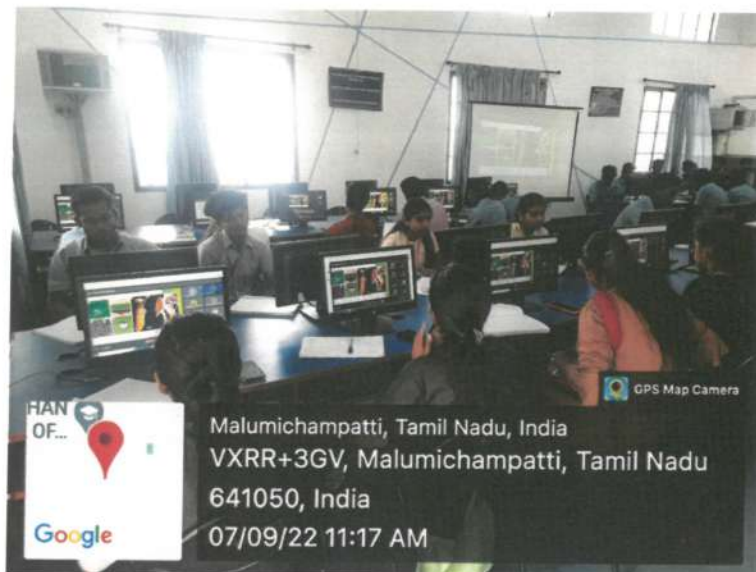 GPS Map Camera
HAN
OF...
Google
Malumichampatti, Tamil Nadu, India
VXRR+3GV, Malumichampatti, Tamil Nadu
641050, India
07/09/22 11:17 AM